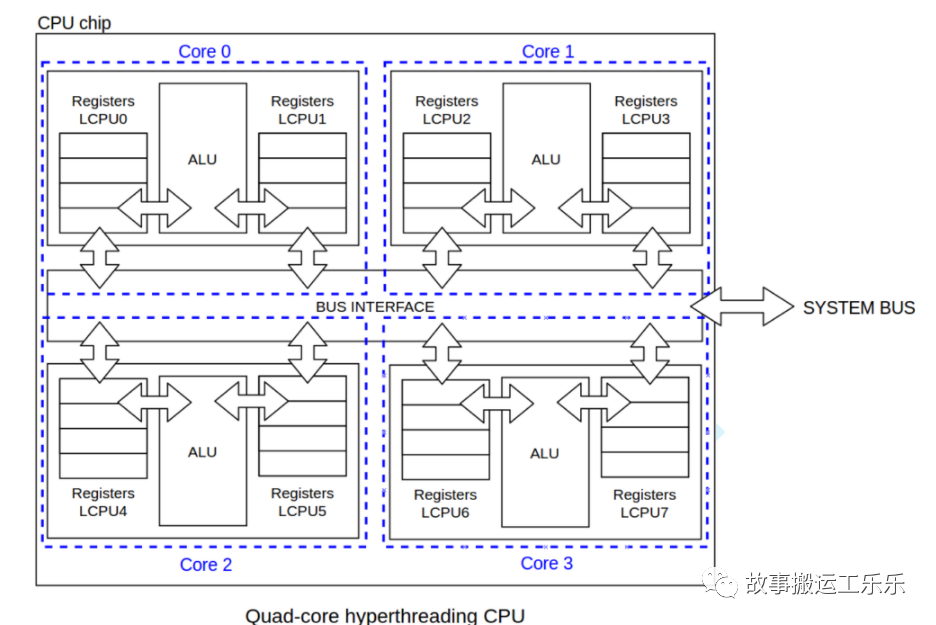 CPU chip
Core 0
Core 1
Registers
LCPU0
ALU
Registers
LCPU1
Registers
LCPU2
ALU
Registers
LCPU3
BUS INTERFACE
SYSTEM BUS
Registers
LCPU4
ALU
Registers
LCPU5
Registers
LCPU6
ALU
Registers
LCPU7
Core 2
Core 3
故事搬运工乐乐
Quad-core hyperthreading CPU